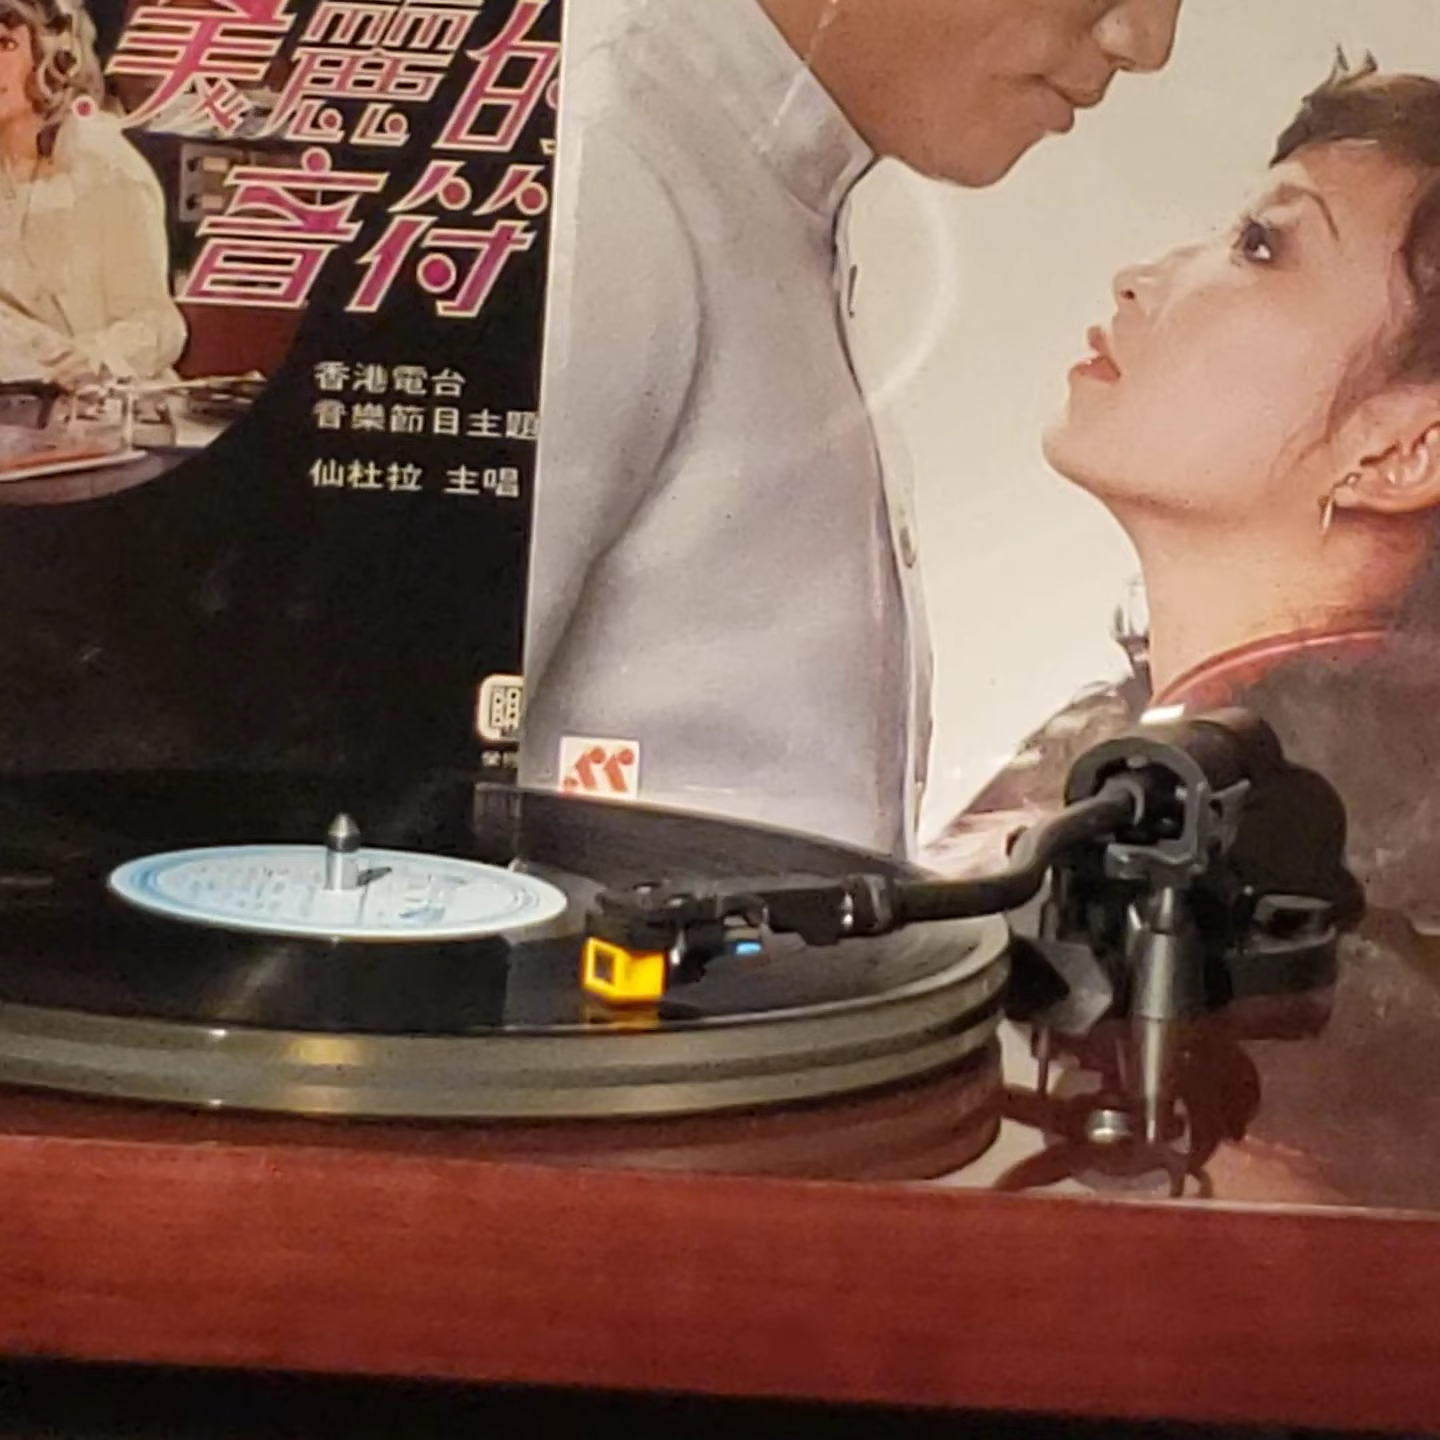 美麗的
音符
香港電台
音樂節目主題
仙杜拉 主唱